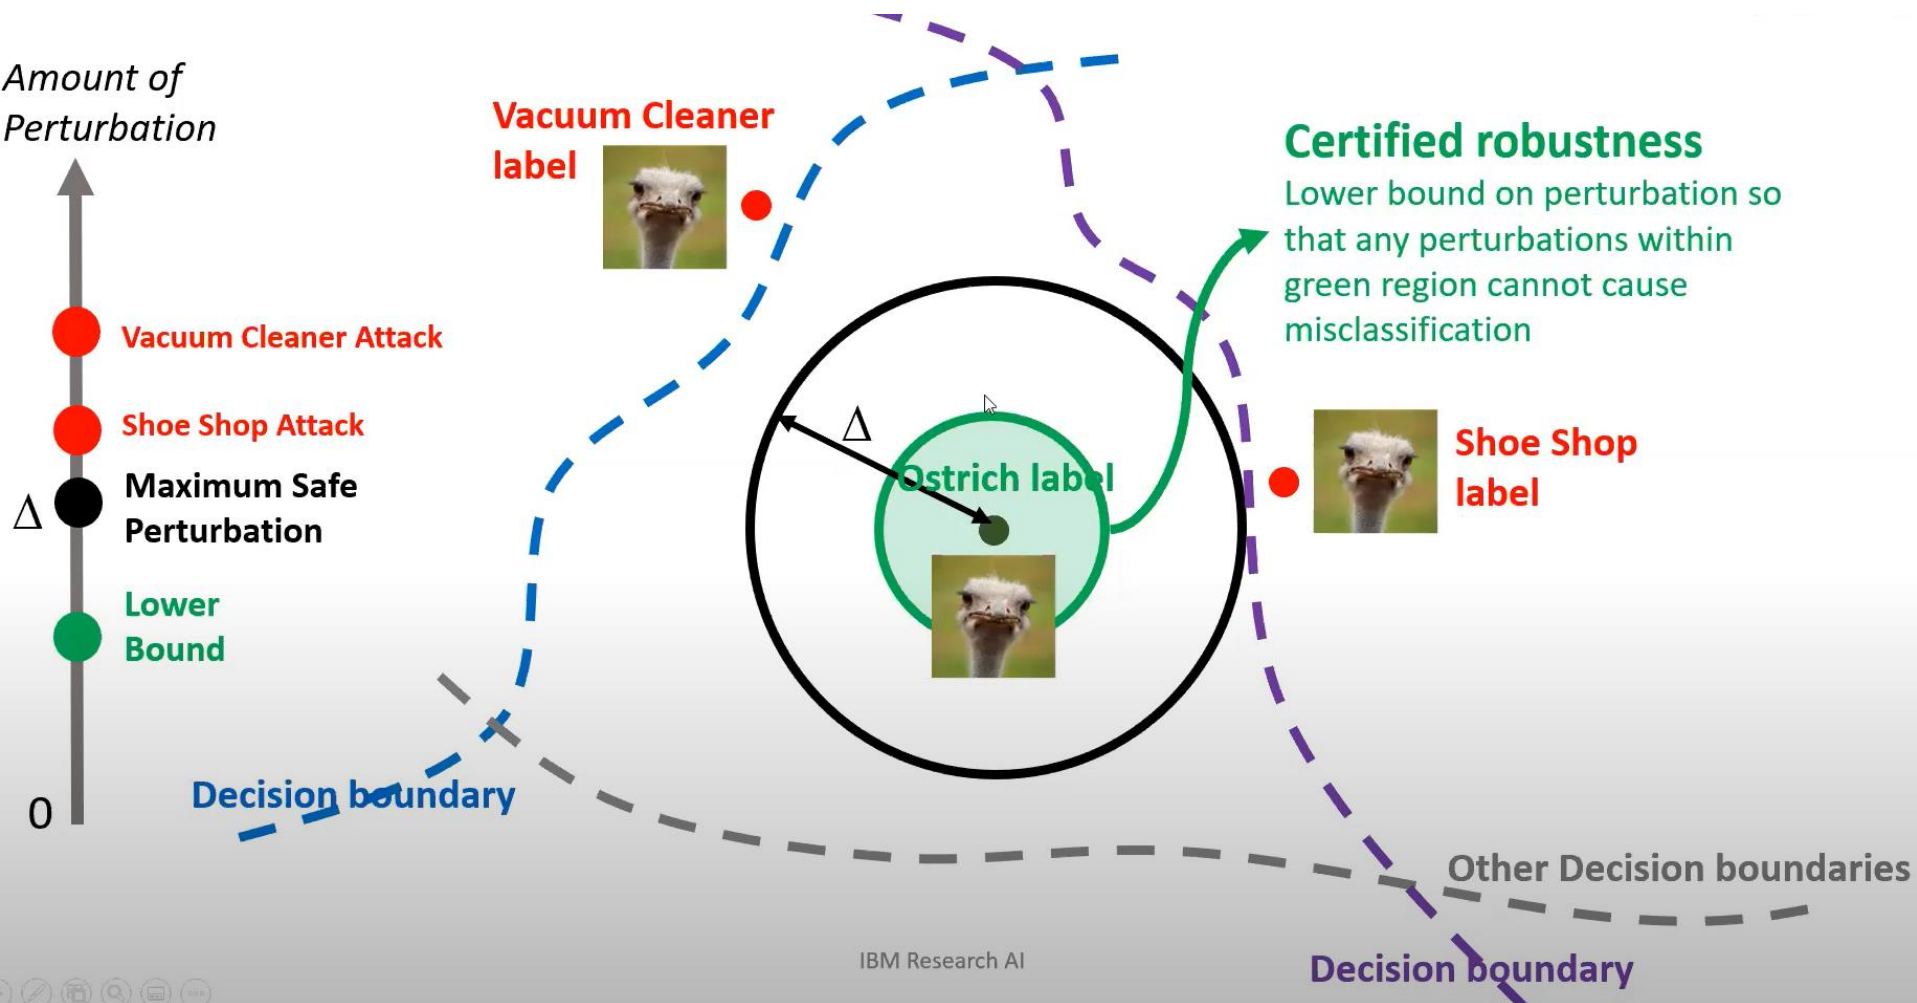 Amount of
Perturbation
Vacuum Cleaner
label
Certified robustness
Lower bound on perturbation so
that any perturbations within
green region cannot cause
misclassification
Vacuum Cleaner Attack
Shoe Shop Attack
Δ
Maximum Safe
Perturbation
Δ
Ostrich label
Shoe Shop
label
Lower
Bound
0
Decision boundary
Other Decision boundaries
Decision boundary
IBM Research AI